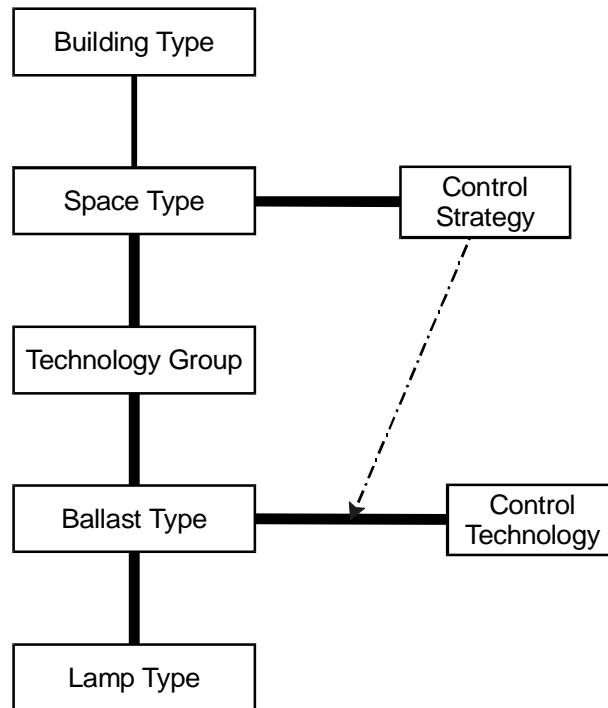 Building Type
Space Type
Control
Strategy
Technology Group
Ballast Type
Control
Technology
Lamp Type